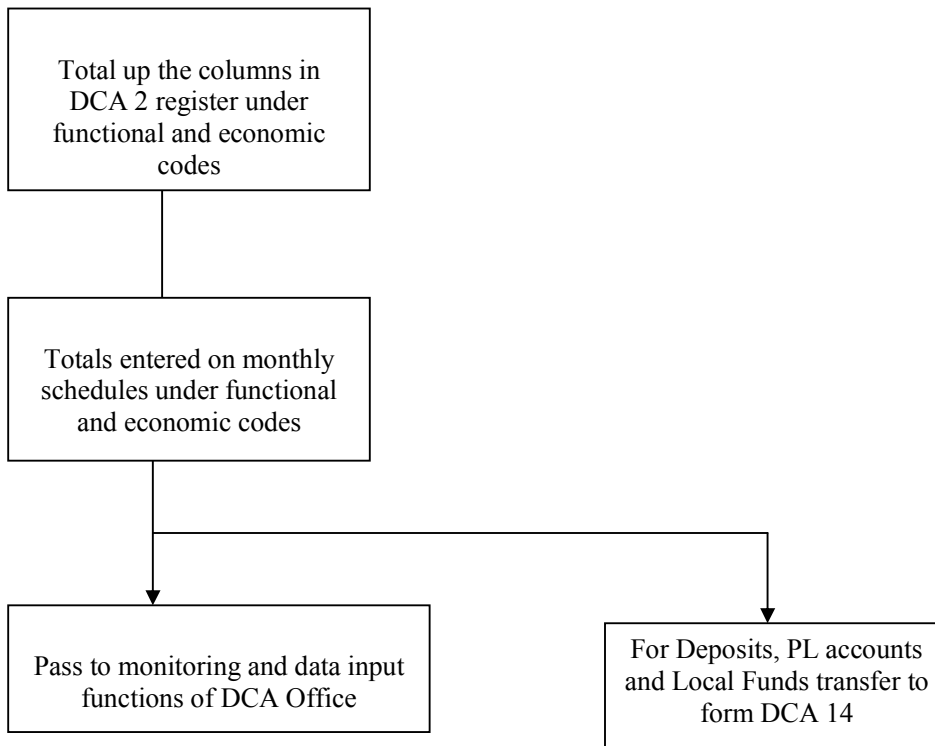 Total up the columns in
DCA 2 register under
functional and economic
codes
Totals entered on monthly
schedules under functional
and economic codes
Pass to monitoring and data input
functions of DCA Office
For Deposits, PL accounts
and Local Funds transfer to
form DCA 14